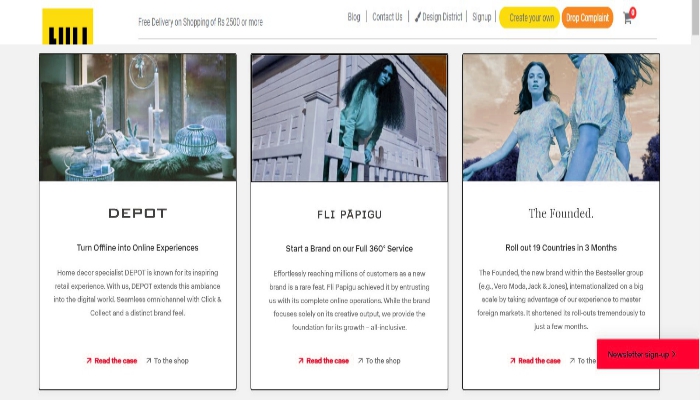 Free Delivery on Shopping of Rs 2500 or more
Blog
Contact Us
Design District
Signup
Create your own
Drop Complaint
0
DEPOT
Turn Offline into Online Experiences
Home decor specialist DEPOT is known for its inspiring
retail experience. With us, DEPOT extends this ambiance
into the digital world. Seamless omnichannel with Click &
Collect and a distinct brand feel.
Read the case To the shop
FLI PĀPIGU
Start a Brand on our Full 360° Service
Effortlessly reaching millions of customers as a new
brand is a rare feat. Fli Papigu achieved it by entrusting
us with its complete online operations. While the brand
focuses solely on its creative output, we provide the
foundation for its growth – all-inclusive.
Read the case To the shop
The Founded.
Roll out 19 Countries in 3 Months
The Founded, the new brand within the Bestseller group
(e.g., Vero Moda, Jack & Jones), internationalized on a big
scale by taking advantage of our experience to master
foreign markets. It shortened its roll-outs tremendously to
just a few months.
Read the case To the
Newsletter sign-up